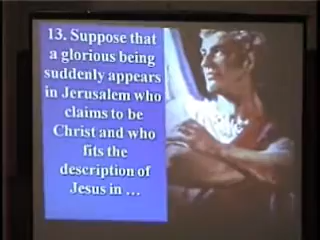 13. Suppose that
a glorious being
suddenly appears
in Jerusalem who
claims to be
Christ and who
fits the
description of
Jesus in ...